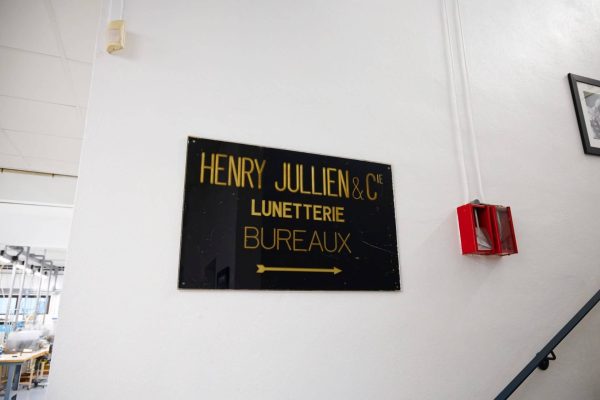 HENRY JULLIEN & Cie
LUNETTERIE
BUREAUX